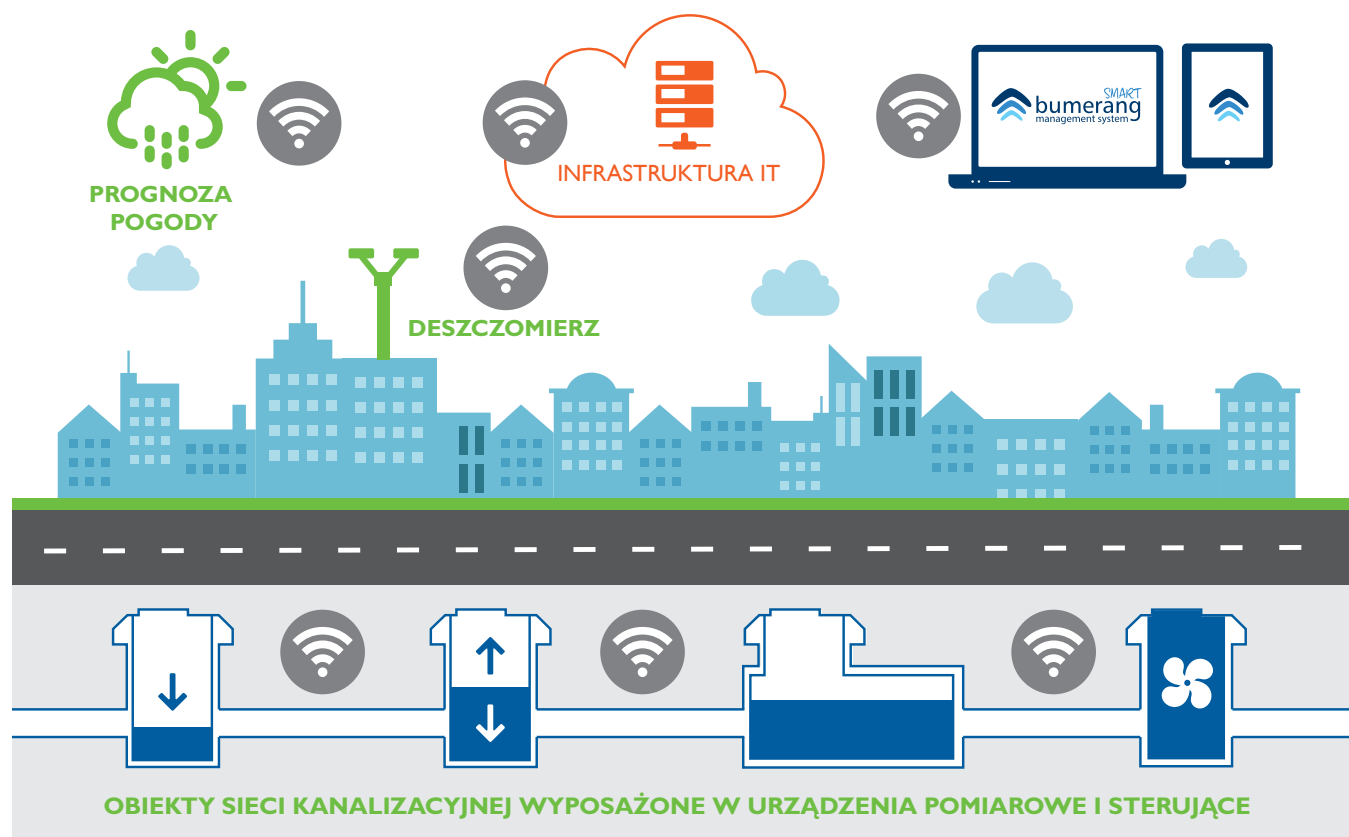 PROGNOZA
POGODY
INFRASTRUKTURA IT
SMART
bumerang
management system
DESZCZOMIERZ
OBIEKTY SIECI KANALIZACYJNEJ WYPOSAŻONE W URZĄDZENIA POMIAROWE I STERUJĄCE